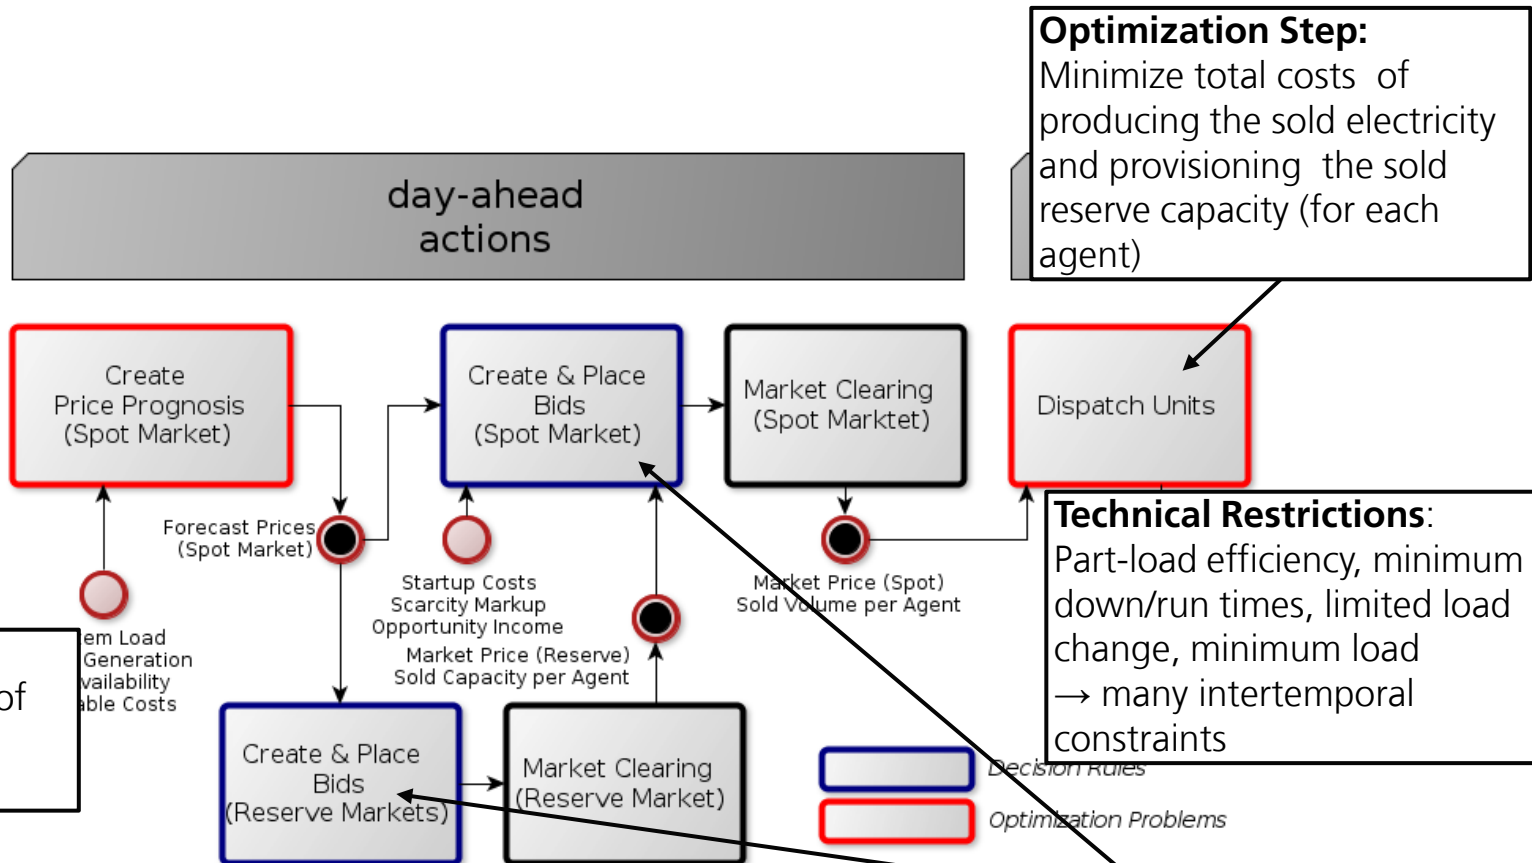 Optimization Step:
Minimize total costs of
producing the sold electricity
and provisioning the sold
reserve capacity (for each
agent)
day-ahead
actions
Create
Price Prognosis
(Spot Market)
Create & Place
Bids
(Spot Market)
Market Clearing
(Spot Marktet)
Dispatch Units
Forecast Prices
(Spot Market)
Startup Costs
Scarcity Markup
Opportunity Income
Market Price (Spot)
Sold Volume per Agent
Technical Restrictions:
Part-load efficiency, minimum
down/run times, limited load
change, minimum load
→ many intertemporal
constraints
Load
Generation
Costs
of
Market Price (Reserve)
Sold Capacity per Agent
Create & Place
Bids
(Reserve Markets)
Market Clearing
(Reserve Market)
Decision Rules
Optimization Problems